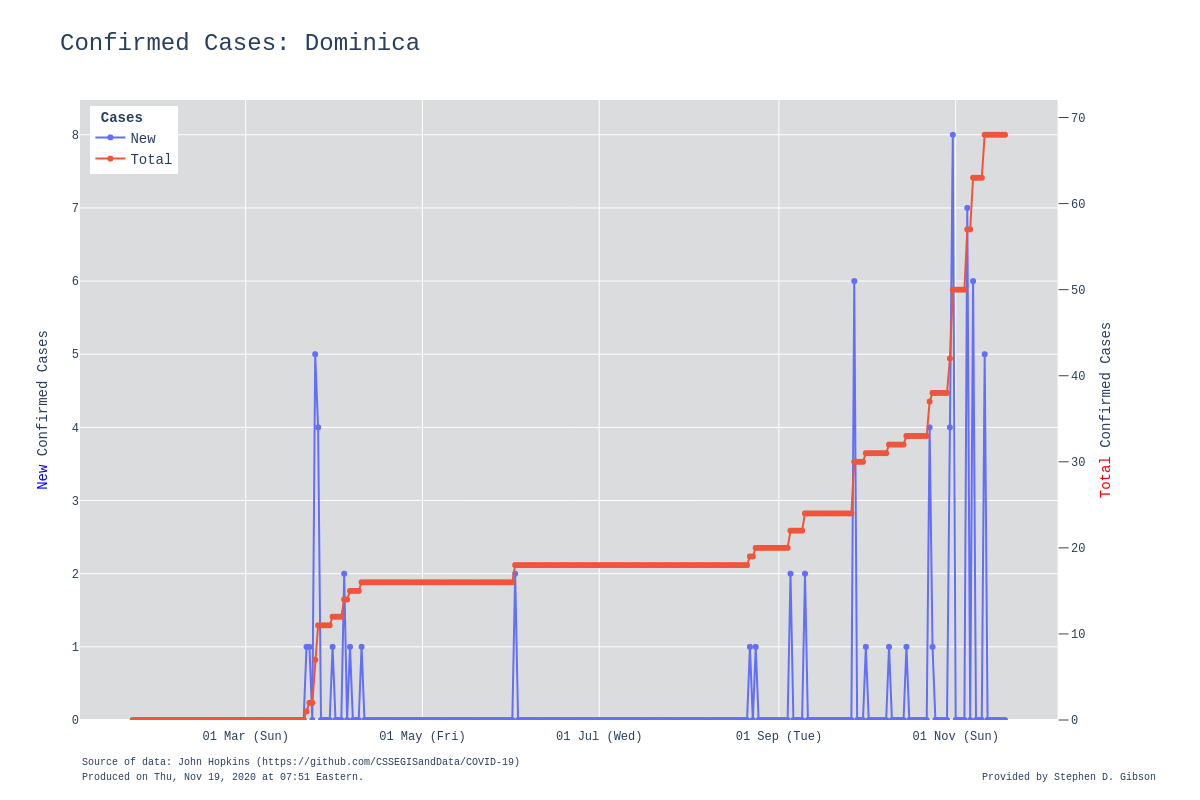 Confirmed Cases: Dominica
Cases
New
Total
8
7
6
5
4
3
2
1
0
New Confirmed Cases
70
60
50
40
30
20
10
0
Total Confirmed Cases
01 Mar (Sun)
01 May (Fri)
01 Jul (Wed)
01 Sep (Tue)
01 Nov (Sun)
Source of data: John Hopkins (https://github.com/CSSEGISandData/COVID-19)
Produced on Thu, Nov 19, 2020 at 07:51 Eastern.
Provided by Stephen D. Gibson